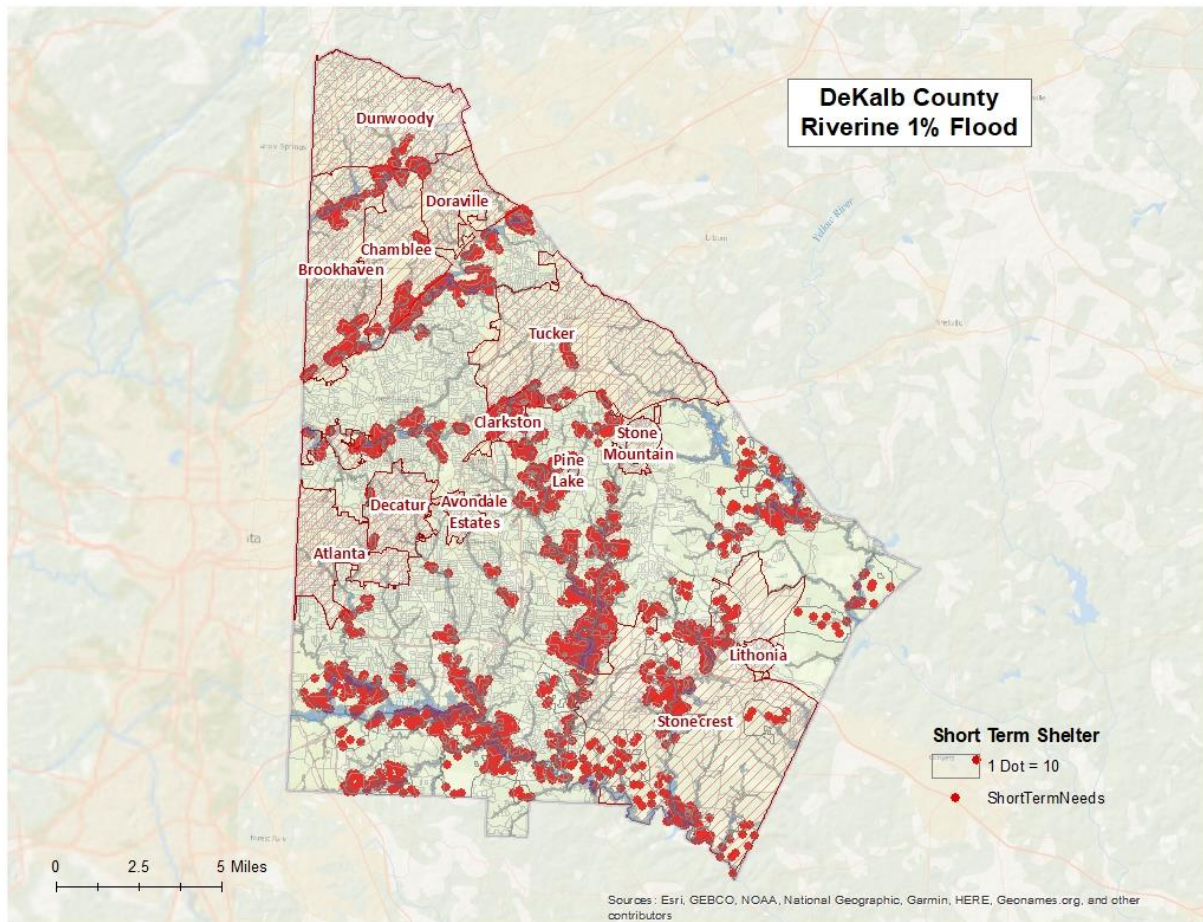 DeKalb County
Riverine 1% Flood
Dunwoody
Doraville
Chamblee
Brookhaven
Yellow River
Tucker
Clarkston
Stone
Mountain
Pine
Lake
Decatur
Avondale
Estates
Atlanta
Lithonia
Stonecrest
Short Term Shelter
1 Dot = 10
ShortTermNeeds
0 2.5 5 Miles
Sources: Esri, GEBCO, NOAA, National Geographic, Garmin, HERE, Geonames.org, and other
contributors